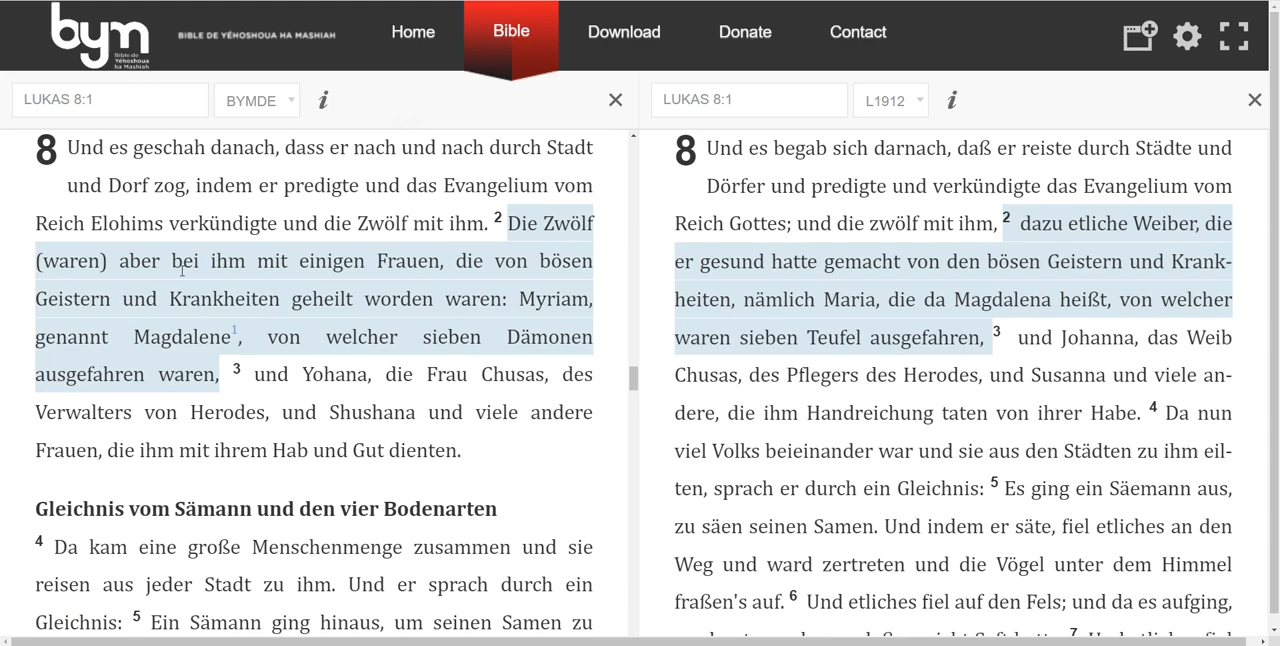 bym
Bible de
Yéhoshoua
ha Mashiah
BIBLE DE YÉHOSHOUA HA MASHIAH
Home
Bible
Download
Donate
Contact
LUKAS 8:1
BYMDE
i
LUKAS 8:1
L1912
i
8 Und es geschah danach, dass er nach und nach durch Stadt
und Dorf zog, indem er predigte und das Evangelium vom
Reich Elohims verkündigte und die Zwölf mit ihm. 2 Die Zwölf
(waren) aber bei ihm mit einigen Frauen, die von bösen
Geistern und Krankheiten geheilt worden waren: Myriam,
genannt Magdalene1, von welcher sieben Dämonen
ausgefahren waren, 3 und Yohana, die Frau Chusas, des
Verwalters von Herodes, und Shushana und viele andere
Frauen, die ihm mit ihrem Hab und Gut dienten.
Gleichnis vom Sämann und den vier Bodenarten
4 Da kam eine große Menschenmenge zusammen und sie
reisen aus jeder Stadt zu ihm. Und er sprach durch ein
Gleichnis: 5 Ein Sämann ging hinaus, um seinen Samen zu
8 Und es begab sich darnach, daß er reiste durch Städte und
Dörfer und predigte und verkündigte das Evangelium vom
Reich Gottes; und die zwölf mit ihm, 2 dazu etliche Weiber, die
er gesund hatte gemacht von den bösen Geistern und Krank-
heiten, nämlich Maria, die da Magdalena heißt, von welcher
waren sieben Teufel ausgefahren, 3 und Johanna, das Weib
Chusas, des Pflegers des Herodes, und Susanna und viele an-
dere, die ihm Handreichung taten von ihrer Habe. 4 Da nun
viel Volks beieinander war und sie aus den Städten zu ihm eil-
ten, sprach er durch ein Gleichnis: 5 Es ging ein Säemann aus,
zu säen seinen Samen. Und indem er säte, fiel etliches an den
Weg und ward zertreten und die Vögel unter dem Himmel
fraßen's auf. 6 Und etliches fiel auf den Fels; und da es aufging,
7